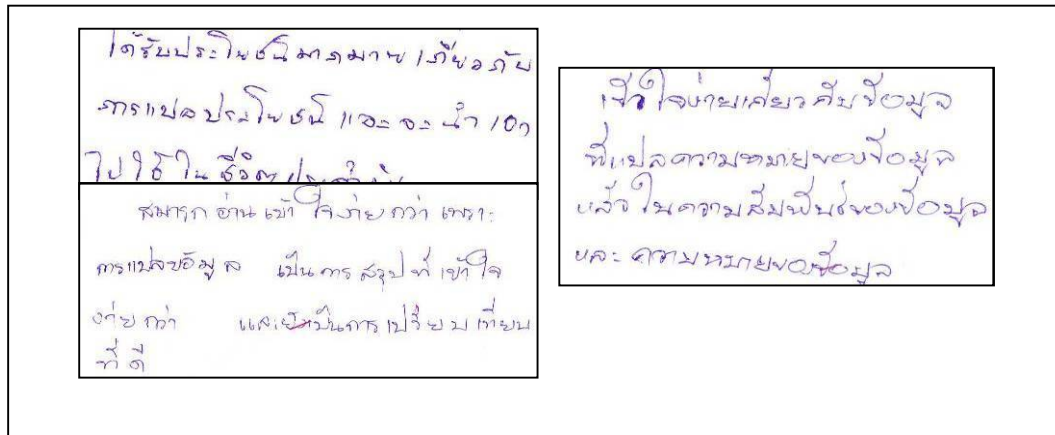 ได้รับประโยชน์มากมายเกี่ยวกับ
การแปลประโยชน์ และจะนำเอา
ไปใช้ในชีวิตประจำวัน
สมารถอ่านเข้าใจง่ายกว่า เพราะ
การแปลข้อมูล เป็นการสรุปที่เข้าใจ
ง่ายกว่า และยังเป็นการเปรียบเทียบ
ที่ดี
เข้าใจง่ายเกี่ยวกับข้อมูล
ที่แปลความหมายของข้อมูล
แล้วในความสัมพันธ์ของข้อมูล
และความหมายของข้อมูล